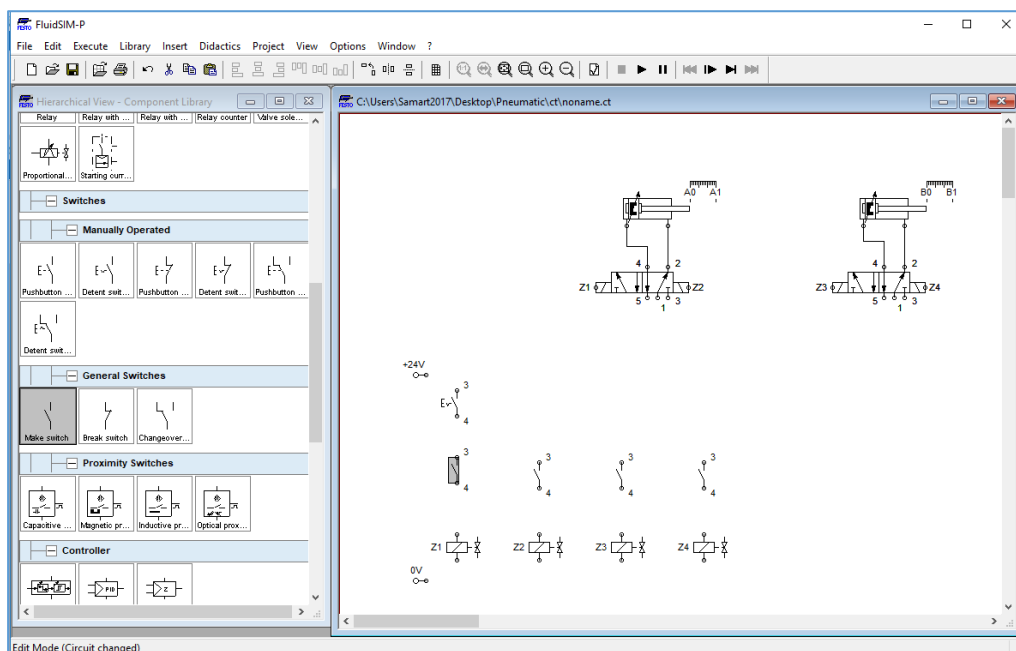 FluidSIM-P
File Edit Execute Library Insert Didactics Project View Options Window ?
Hierarchical View - Component Library
Relay Relay with ... Relay with ... Relay counter Valve sole...
Proportional... Starting curr...
Switches
Manually Operated
Pushbutton ... Detent swit... Pushbutton ... Detent swit... Pushbutton ...
Detent swit...
General Switches
Make switch Break switch Changeover...
Proximity Switches
Capacitive ... Magnetic pr... Inductive pr... Optical prox...
Controller
PID Z
C:\Users\Samart2017\Desktop\Pneumatic\ct\noname.ct
A0 A1 B0 B1
4 2 4 2
Z1 Z2 Z3 Z4
5 3 5 3
1 1
+24V
3
4
3 3 3 3
4 4 4 4
Z1 Z2 Z3 Z4
0V
Edit Mode (Circuit changed)